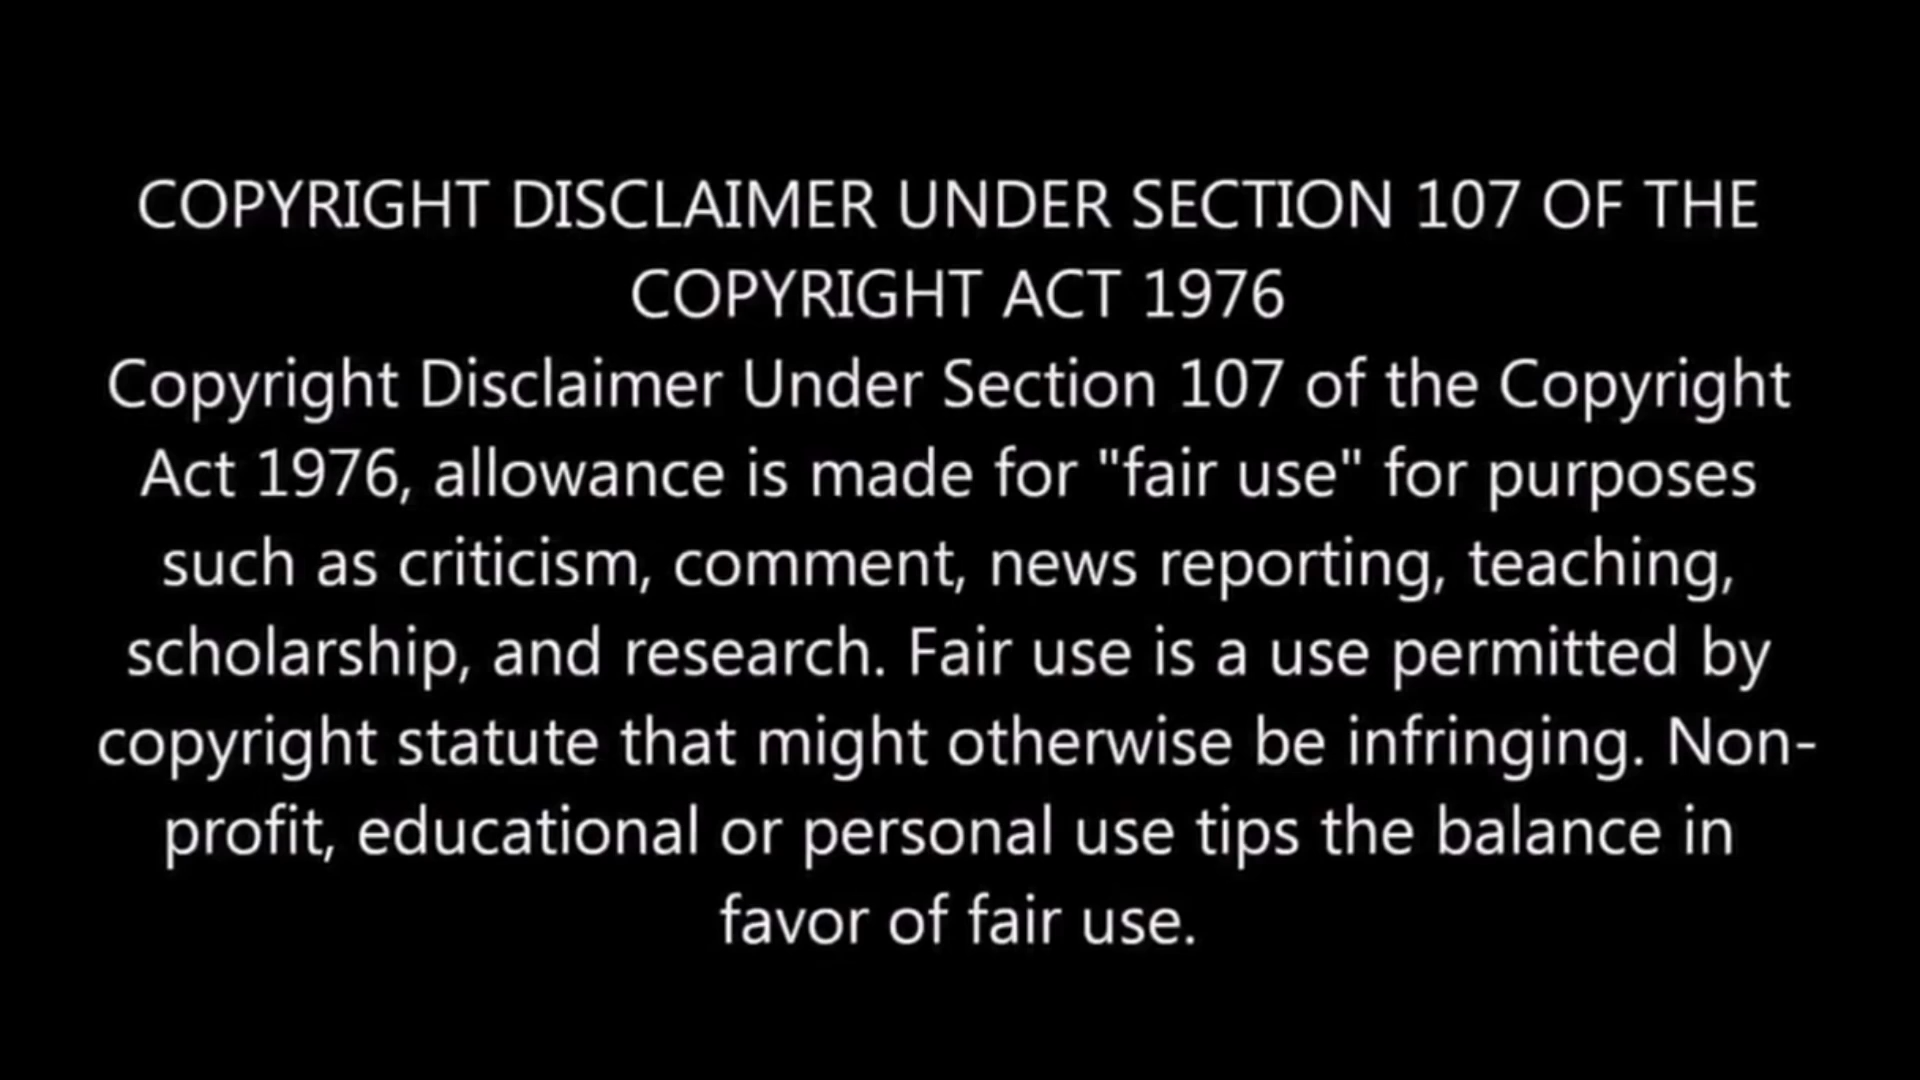 COPYRIGHT DISCLAIMER UNDER SECTION 107 OF THE
COPYRIGHT ACT 1976
Copyright Disclaimer Under Section 107 of the Copyright
Act 1976, allowance is made for "fair use" for purposes
such as criticism, comment, news reporting, teaching,
scholarship, and research. Fair use is a use permitted by
copyright statute that might otherwise be infringing. Non-
profit, educational or personal use tips the balance in
favor of fair use.